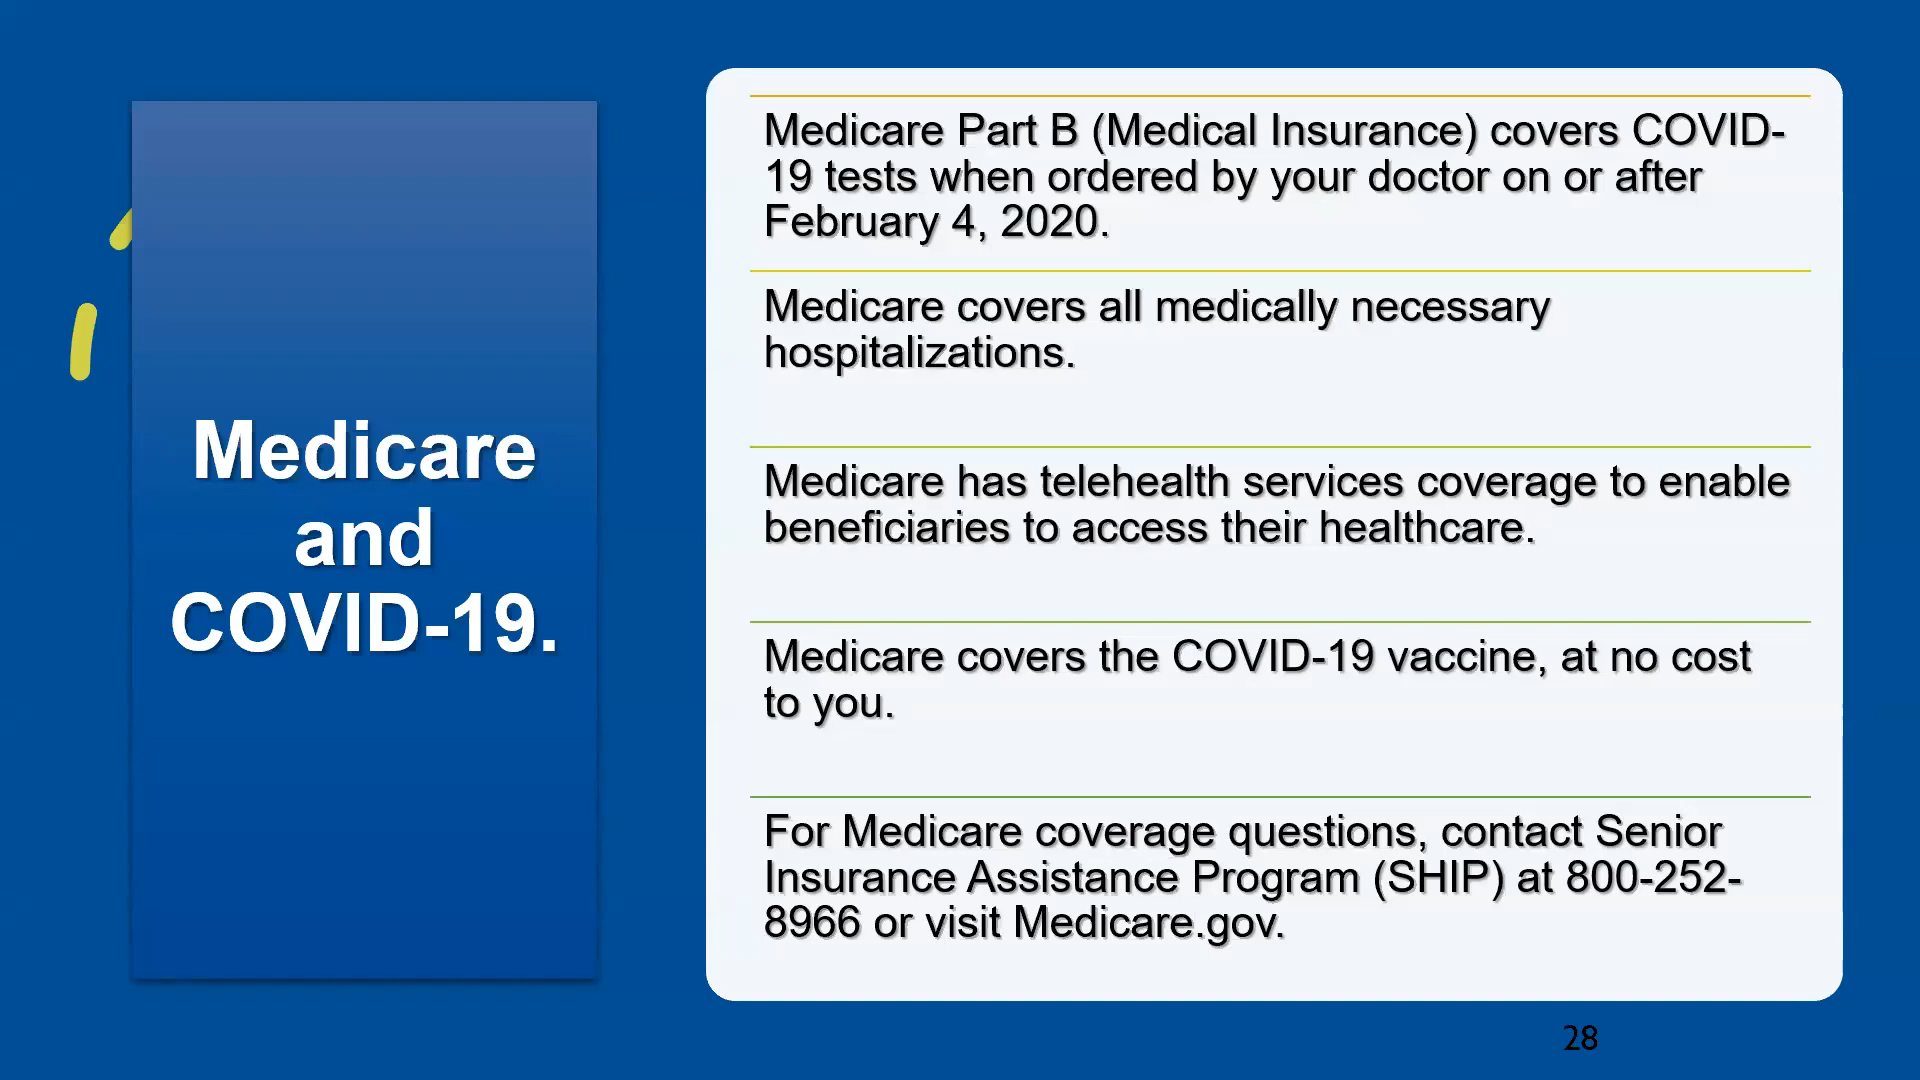 Medicare
and
COVID-19.
Medicare Part B (Medical Insurance) covers COVID-
19 tests when ordered by your doctor on or after
February 4, 2020.
Medicare covers all medically necessary
hospitalizations.
Medicare has telehealth services coverage to enable
beneficiaries to access their healthcare.
Medicare covers the COVID-19 vaccine, at no cost
to you.
For Medicare coverage questions, contact Senior
Insurance Assistance Program (SHIP) at 800-252-
8966 or visit Medicare.gov.
28